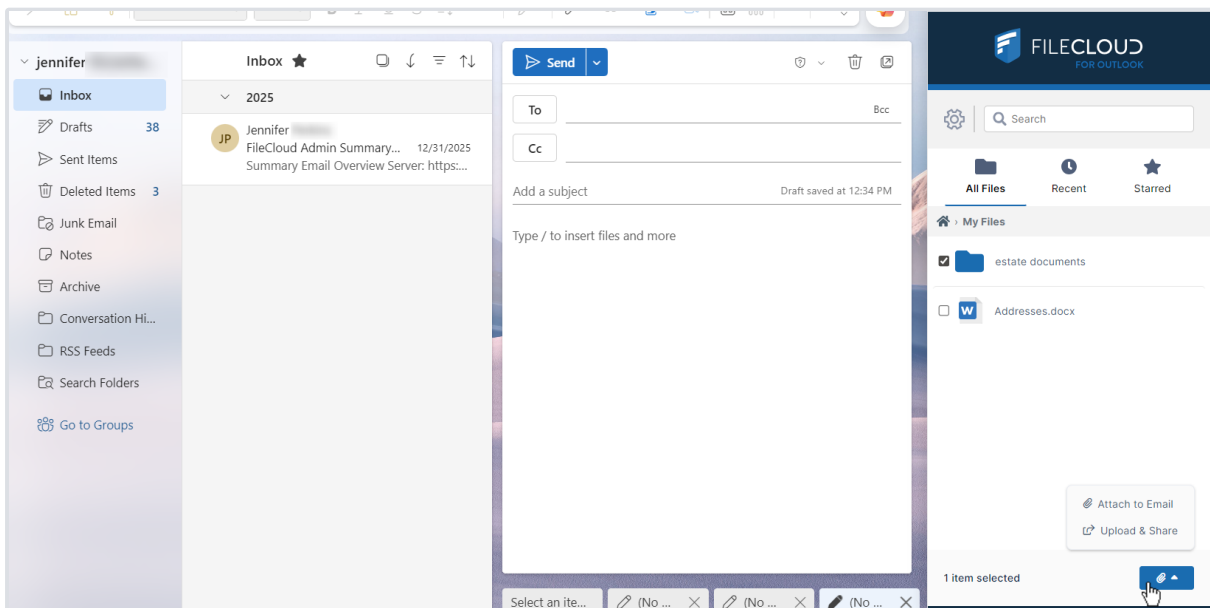 jennifer
Inbox
Drafts 38
Sent Items
Deleted Items 3
Junk Email
Notes
Archive
Conversation Hi...
RSS Feeds
Search Folders
Go to Groups
Inbox
2025
JP
Jennifer
FileCloud Admin Summary... 12/31/2025
Summary Email Overview Server: https:...
Send
To
Bcc
Cc
Add a subject
Draft saved at 12:34 PM
Type / to insert files and more
Select an ite...
(No ...
(No ...
(No ...
FILECLOUD
FOR OUTLOOK
Search
All Files
Recent
Starred
My Files
estate documents
W
Addresses.docx
Attach to Email
Upload & Share
1 item selected